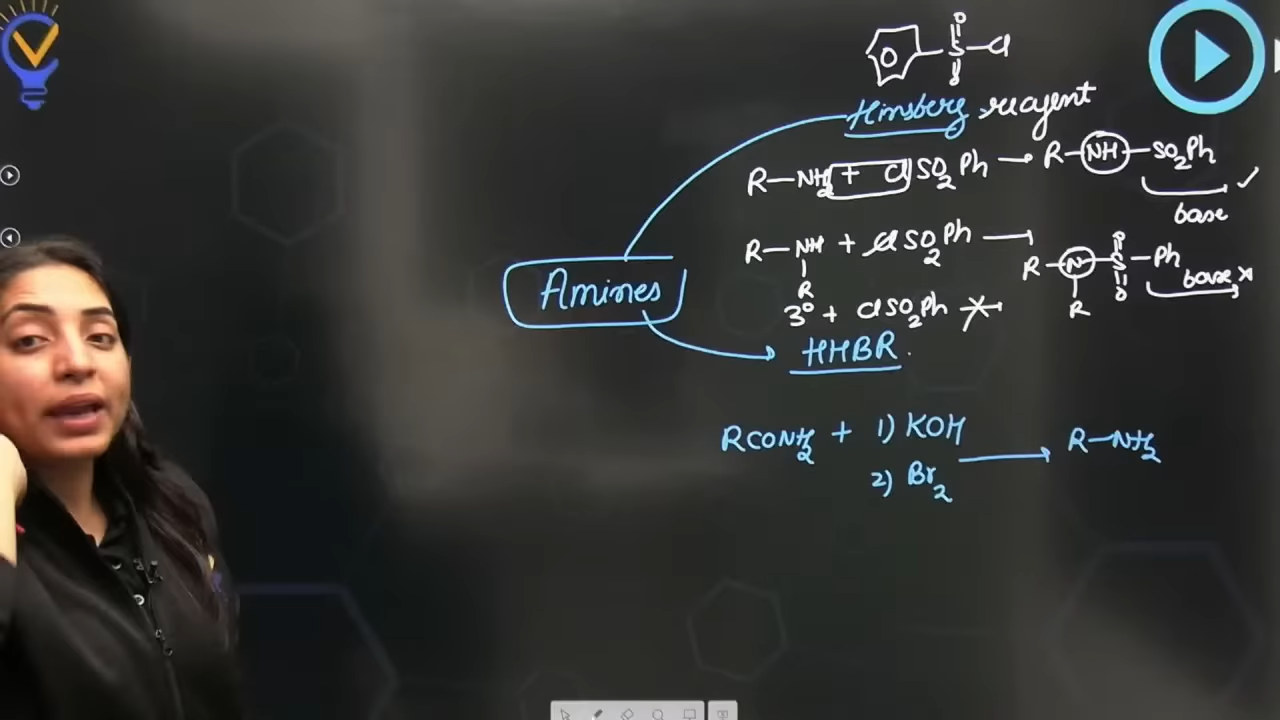 O
S—Cl
O
Hinsberg reagent
R—NH₂ + ClSO₂Ph → R—NH—SO₂Ph
base ✓
R—NH + ClSO₂Ph → R—N—S—Ph
R
O
O
R
base ×
3° + ClSO₂Ph
Amines
HHBR.
RCONH₂ + 1) KOH → R—NH₂
2) Br₂